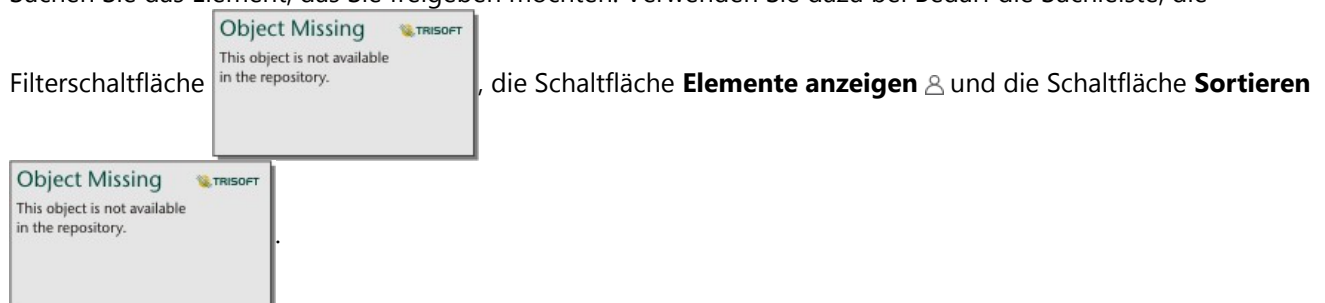 Suchen Sie das Element, das Sie freigeben möchten. Verwenden Sie dazu bei Bedarf die Suchleiste, die
Object Missing TRISOFT
This object is not available
in the repository.
Filterschaltfläche , die Schaltfläche Elemente anzeigen und die Schaltfläche Sortieren
Object Missing TRISOFT
This object is not available
in the repository.
.